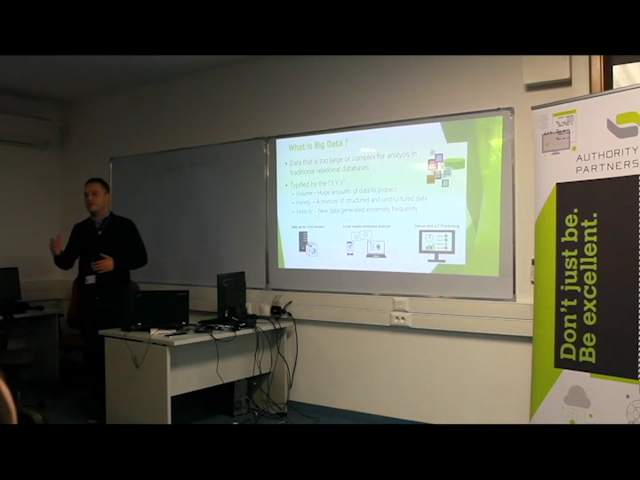 What is Big Data?
• Data that is too large or complex for analysis in
traditional relational databases
• Typified by the "3 V's":
– Volume – Huge amounts of data to process
– Variety – A mixture of structured and unstructured data
– Velocity – New data generated extremely frequently
AUTHORITY
PARTNERS
Don't just be.
Be excellent.